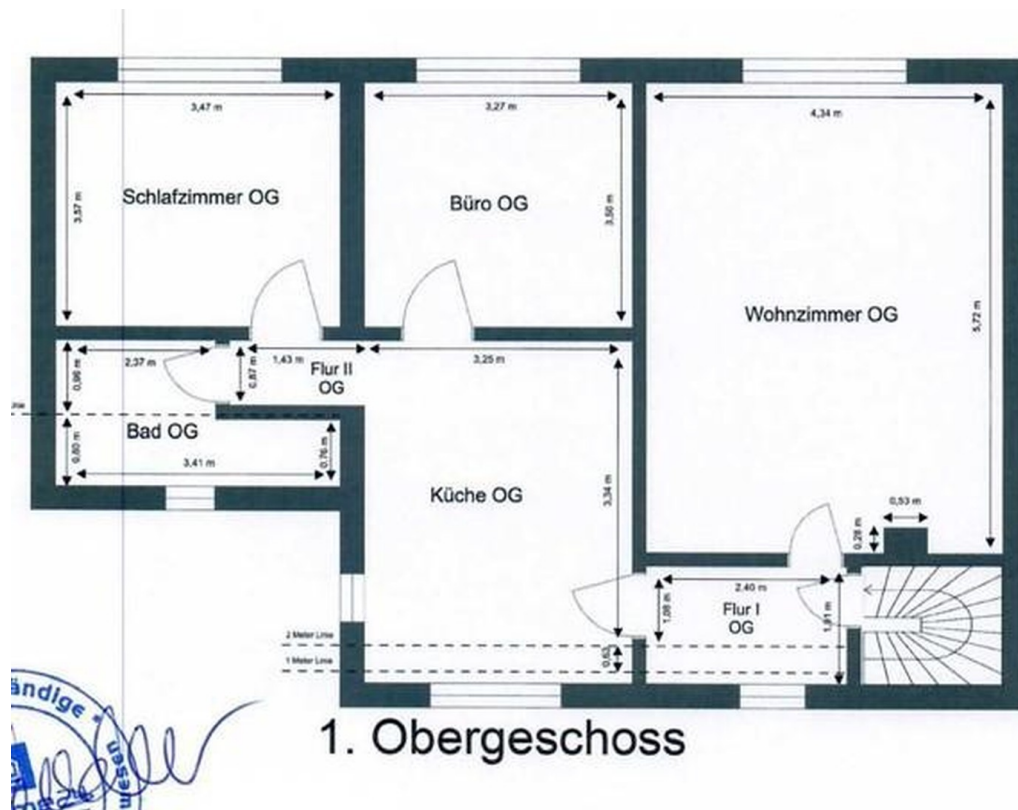 3,47 m
3,27 m
4,34 m
3,57 m
Schlafzimmer OG
Büro OG
3,50 m
Wohnzimmer OG
5,72 m
2,37 m
1,43 m
3,25 m
0,96 m
0,87 m
Flur II
OG
Bad OG
0,80 m
3,41 m
0,76 m
Küche OG
3,34 m
0,53 m
0,28 m
2,40 m
1,08 m
Flur I
OG
1,91 m
2 Meter Linie
1 Meter Linie
0,63
1. Obergeschoss
ändige